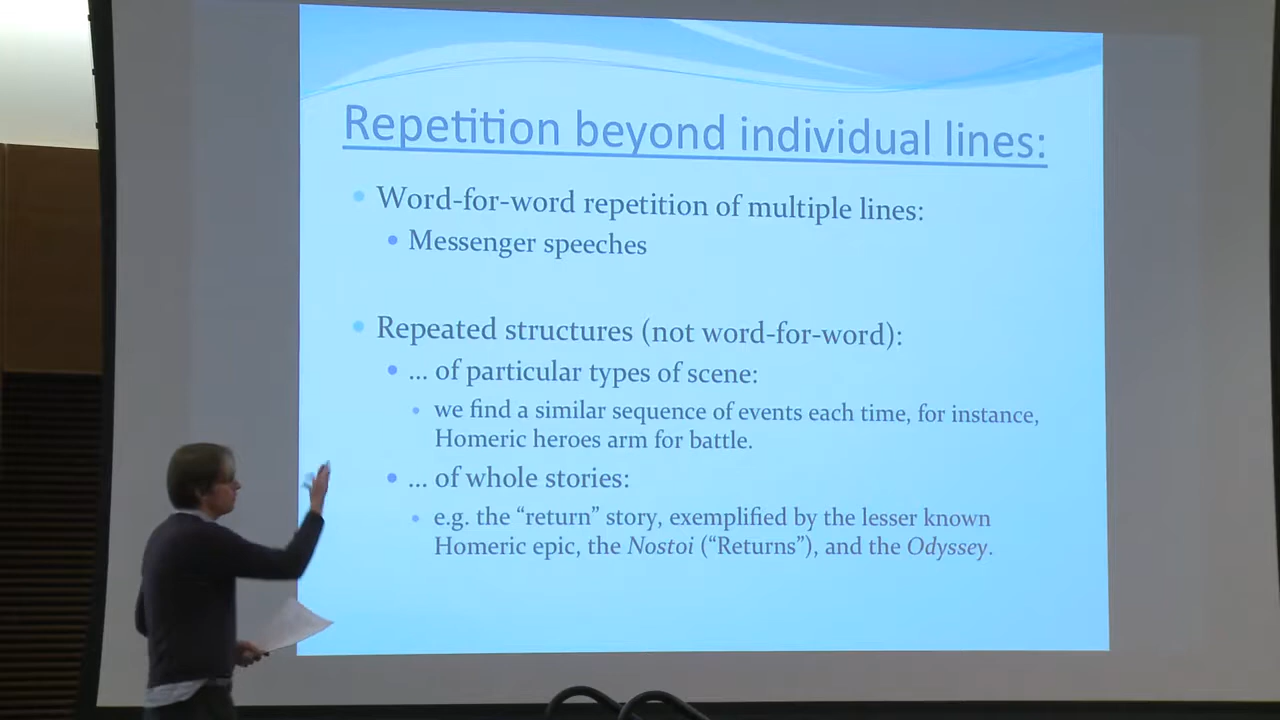 Repetition beyond individual lines:
• Word-for-word repetition of multiple lines:
• Messenger speeches
• Repeated structures (not word-for-word):
• ... of particular types of scene:
• we find a similar sequence of events each time, for instance,
Homeric heroes arm for battle.
• ... of whole stories:
• e.g. the “return” story, exemplified by the lesser known
Homeric epic, the Nostoi (“Returns”), and the Odyssey.